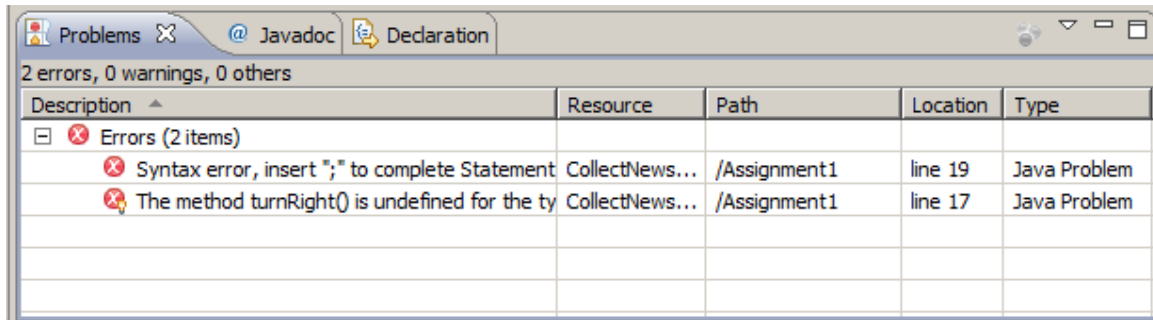 Problems @ Javadoc Declaration
2 errors, 0 warnings, 0 others
Description Resource Path Location Type
Errors (2 items)
Syntax error, insert ";" to complete Statement CollectNews... /Assignment1 line 19 Java Problem
The method turnRight() is undefined for the ty CollectNews... /Assignment1 line 17 Java Problem